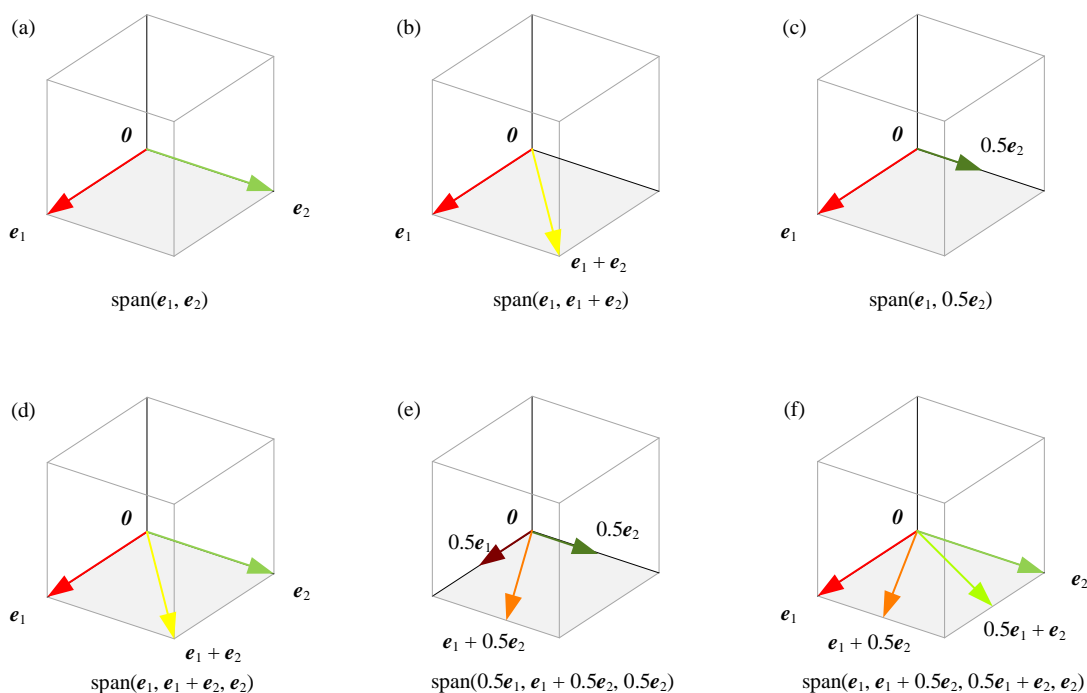 (a)
0
e1
e2
span(e1, e2)
(b)
0
e1
e1 + e2
span(e1, e1 + e2)
(c)
0
0.5e2
e1
span(e1, 0.5e2)
(d)
0
e1
e2
e1 + e2
span(e1, e1 + e2, e2)
(e)
0
0.5e1
0.5e2
e1 + 0.5e2
span(0.5e1, e1 + 0.5e2, 0.5e2)
(f)
0
e2
e1
e1 + 0.5e2
0.5e1 + e2
span(e1, e1 + 0.5e2, 0.5e1 + e2, e2)